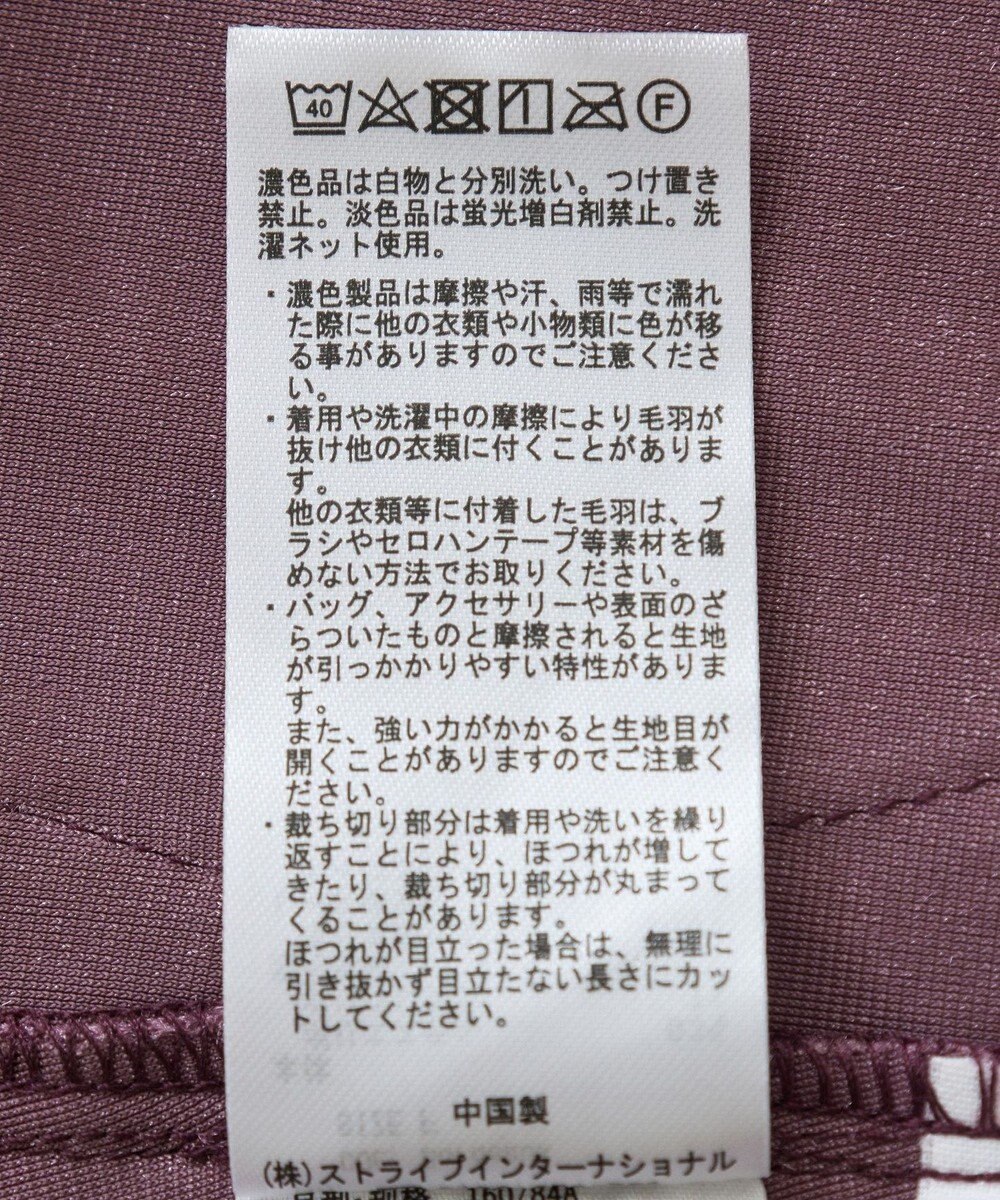 40 F
濃色品は白物と分別洗い。つけ置き
禁止。淡色品は蛍光増白剤禁止。洗
濯ネット使用。
・濃色製品は摩擦や汗、雨等で濡れ
た際に他の衣類や小物類に色が移
る事がありますのでご注意くださ
い。
・着用や洗濯中の摩擦により毛羽が
抜け他の衣類に付くことがありま
す。
他の衣類等に付着した毛羽は、ブ
ラシやセロハンテープ等素材を傷
めない方法でお取りください。
・バッグ、アクセサリーや表面のざ
らついたものと摩擦されると生地
が引っかかりやすい特性がありま
す。
また、強い力がかかると生地目が
開くことがありますのでご注意く
ださい。
・裁ち切り部分は着用や洗いを繰り
返すことにより、ほつれが増して
きたり、裁ち切り部分が丸まって
くることがあります。
ほつれが目立った場合は、無理に
引き抜かず目立たない長さにカッ
トしてください。
中国製
(株)ストライプインターナショナル
号型・规格 160/84A